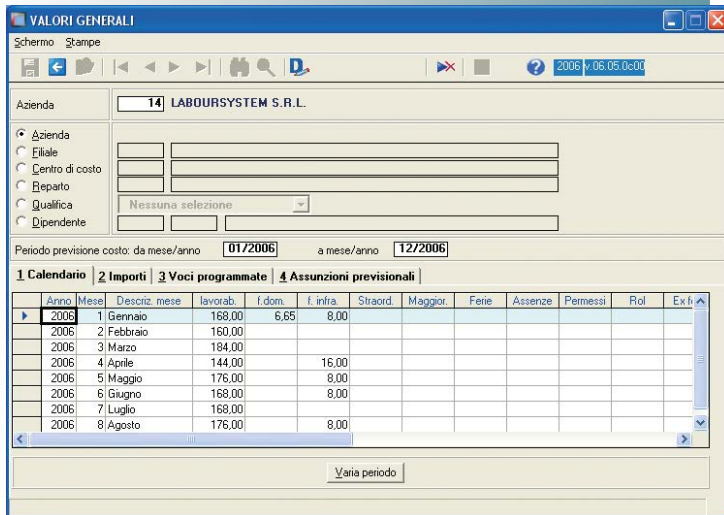 VALORI GENERALI
Schermo Stampe
2006 v.06.05.0c00
Azienda 14 LABOURSYSTEM S.R.L.
Azienda
Filiale
Centro di costo
Reparto
Qualifica Nessuna selezione
Dipendente
Periodo previsione costo: da mese/anno 01/2006 a mese/anno 12/2006
1 Calendario 2 Importi 3 Voci programmate 4 Assunzioni previsionali
Anno Mese Descriz. mese lavorab. f.dom. f. infra. Straord. Maggior. Ferie Assenze Permessi Rol
2006 1 Gennaio 168,00 6,65 8,00
2006 2 Febbraio 160,00
2006 3 Marzo 184,00
2006 4 Aprile 144,00 16,00
2006 5 Maggio 176,00 8,00
2006 6 Giugno 168,00 8,00
2006 7 Luglio 168,00
2006 8 Agosto 176,00 8,00
Varia periodo